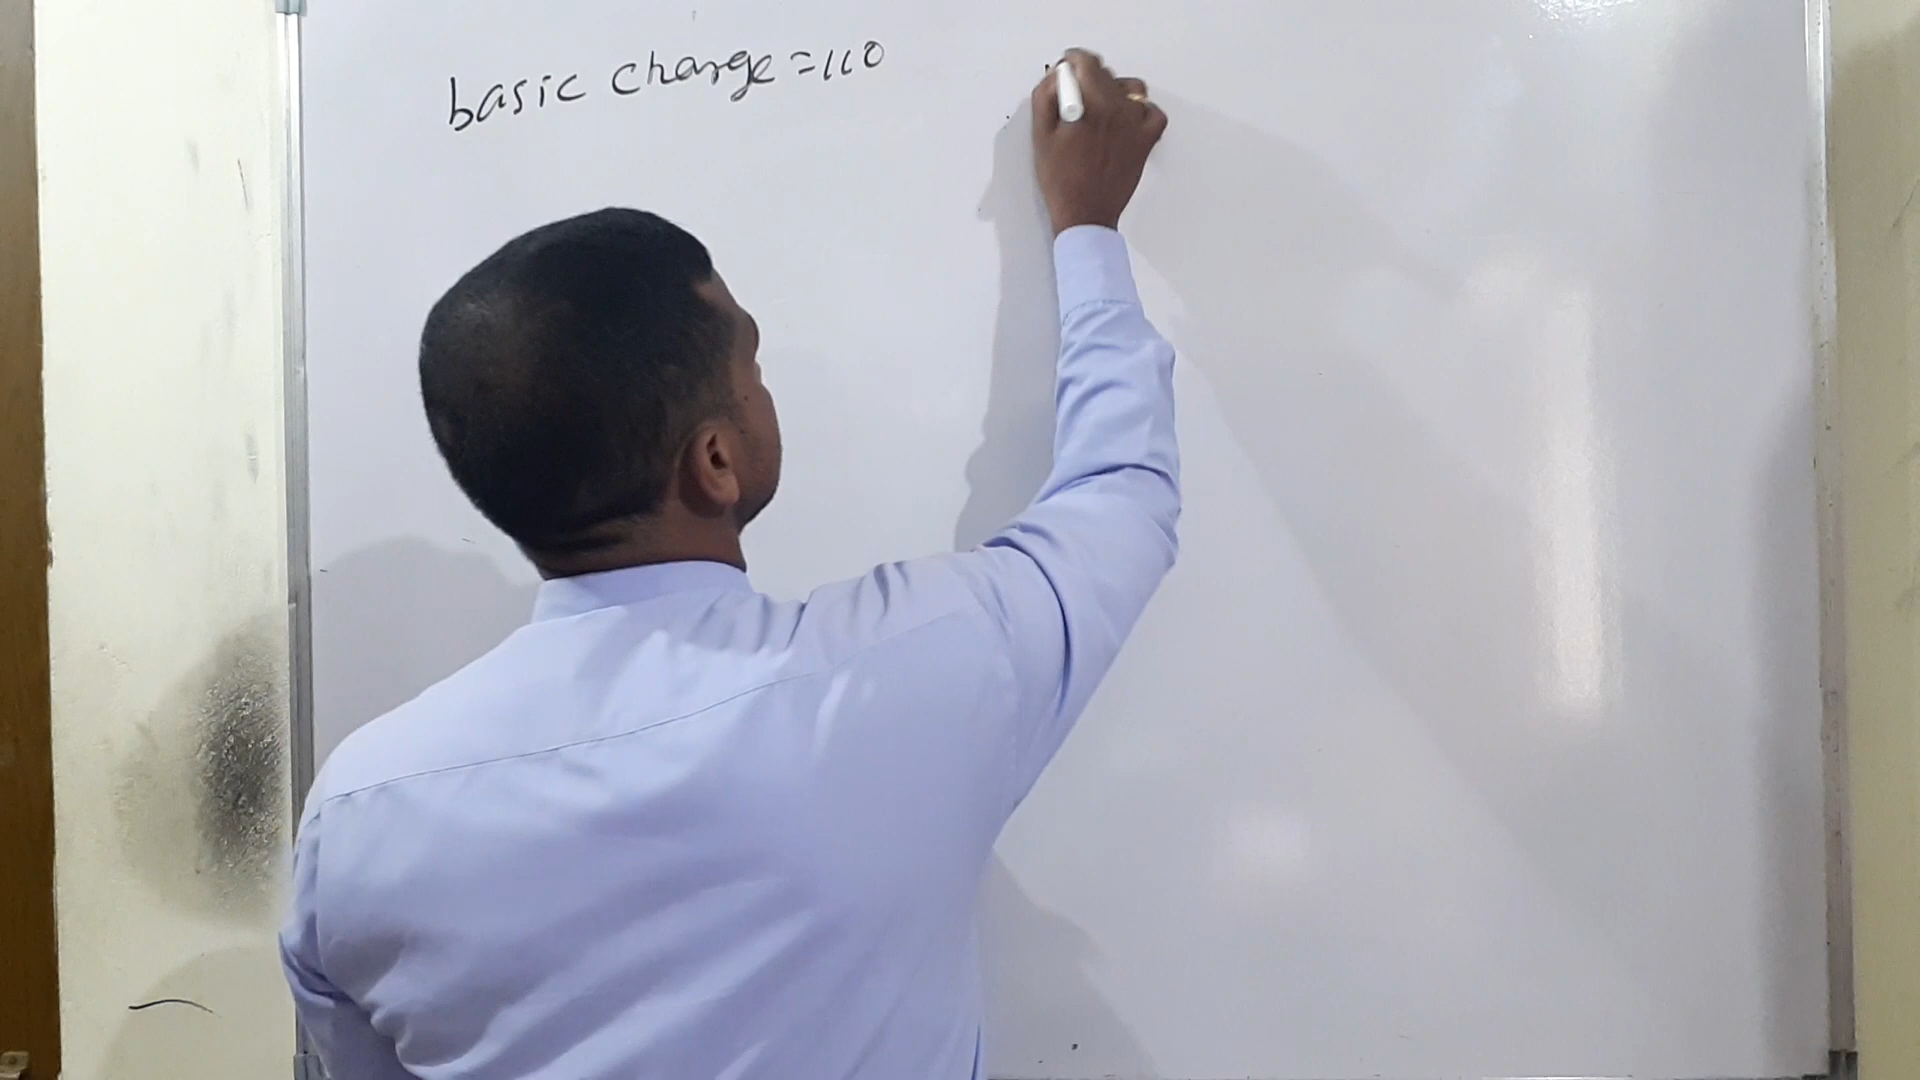 basic charge = 110